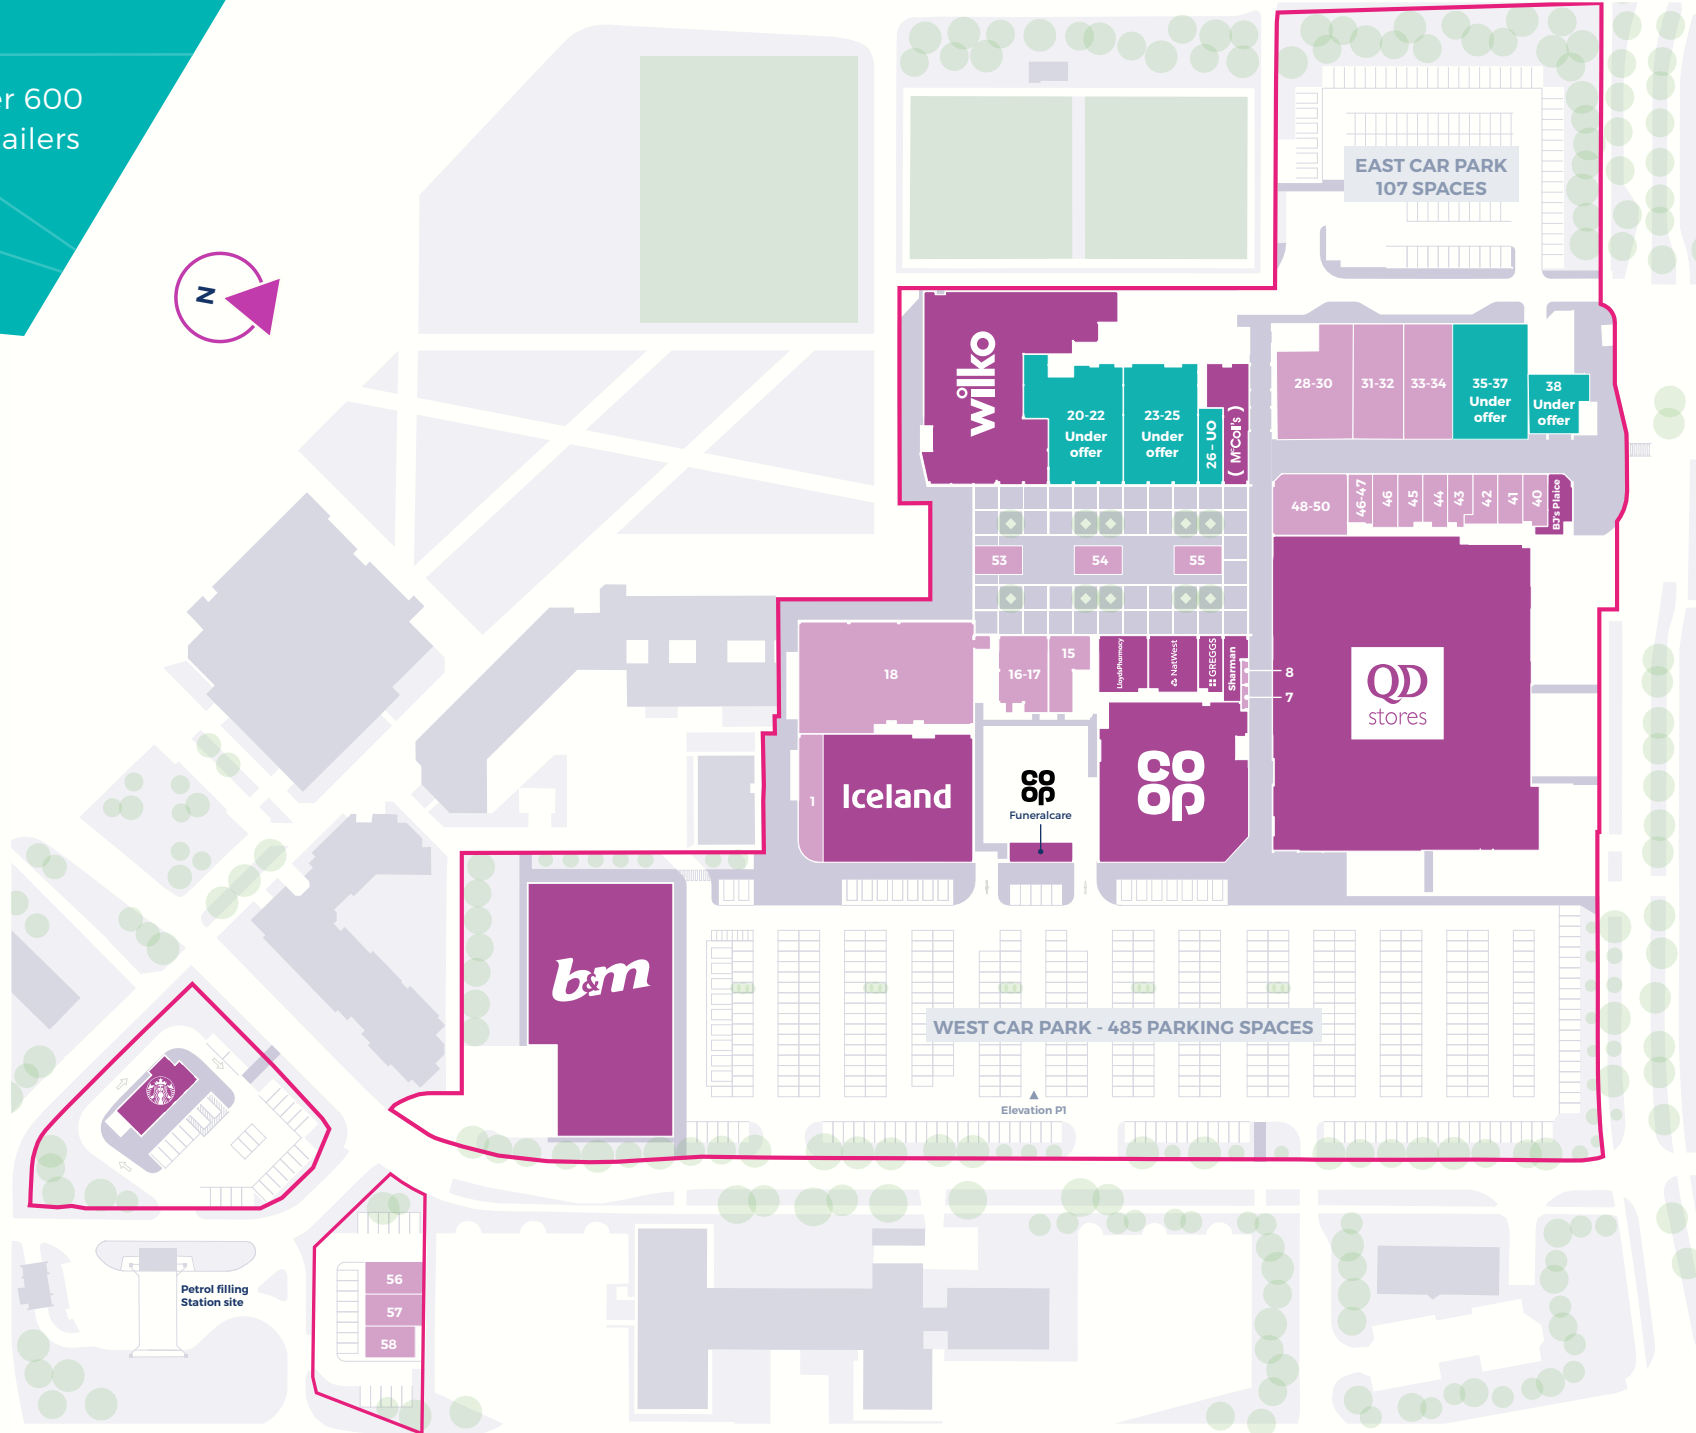 er 600
ailers
N
EAST CAR PARK
107 SPACES
wilko
20-22
Under
offer
23-25
Under
offer
26 – UO
( McColl's )
28-30
31-32
33-34
35-37
Under
offer
38
Under
offer
48-50
46-47
46
45
44
43
42
41
40
BJ's Plaice
53
54
55
18
16-17
15
LloydsPharmacy
NatWest
GREGGS
Sharman
8
7
QD
stores
1
Iceland
CO
OP
Funeralcare
CO
OP
b&m
WEST CAR PARK - 485 PARKING SPACES
Elevation P1
Petrol filling
Station site
56
57
58